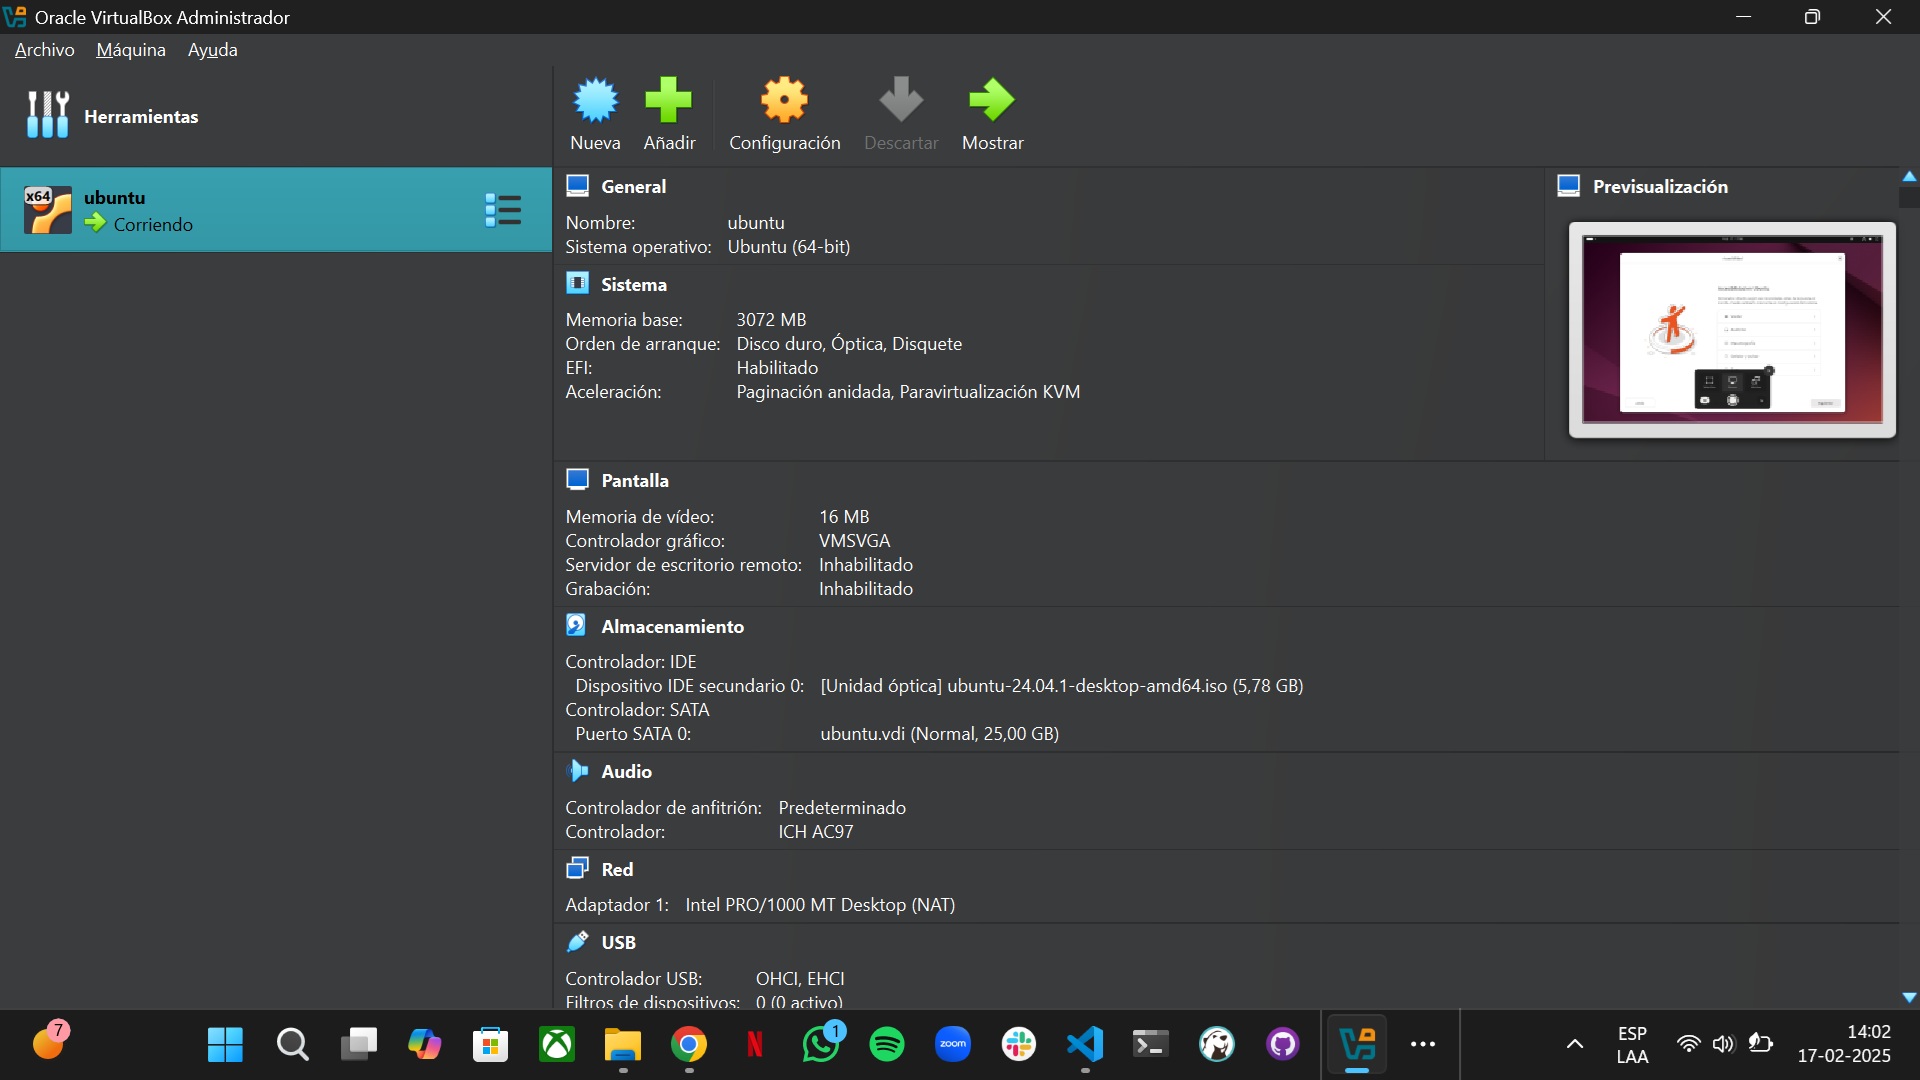 Oracle VirtualBox Administrador
Archivo Máquina Ayuda
Herramientas
Nueva Añadir Configuración Descartar Mostrar
x64
ubuntu
Corriendo
General
Nombre: ubuntu
Sistema operativo: Ubuntu (64-bit)
Previsualización
Sistema
Memoria base: 3072 MB
Orden de arranque: Disco duro, Óptica, Disquete
EFI: Habilitado
Aceleración: Paginación anidada, Paravirtualización KVM
Pantalla
Memoria de vídeo: 16 MB
Controlador gráfico: VMSVGA
Servidor de escritorio remoto: Inhabilitado
Grabación: Inhabilitado
Almacenamiento
Controlador: IDE
Dispositivo IDE secundario 0: [Unidad óptica] ubuntu-24.04.1-desktop-amd64.iso (5,78 GB)
Controlador: SATA
Puerto SATA 0: ubuntu.vdi (Normal, 25,00 GB)
Audio
Controlador de anfitrión: Predeterminado
Controlador: ICH AC97
Red
Adaptador 1: Intel PRO/1000 MT Desktop (NAT)
USB
Controlador USB: OHCI, EHCI
Filtros de dispositivos: 0 (0 activo)
7
1
zoom
ESP
LAA
14:02
17-02-2025